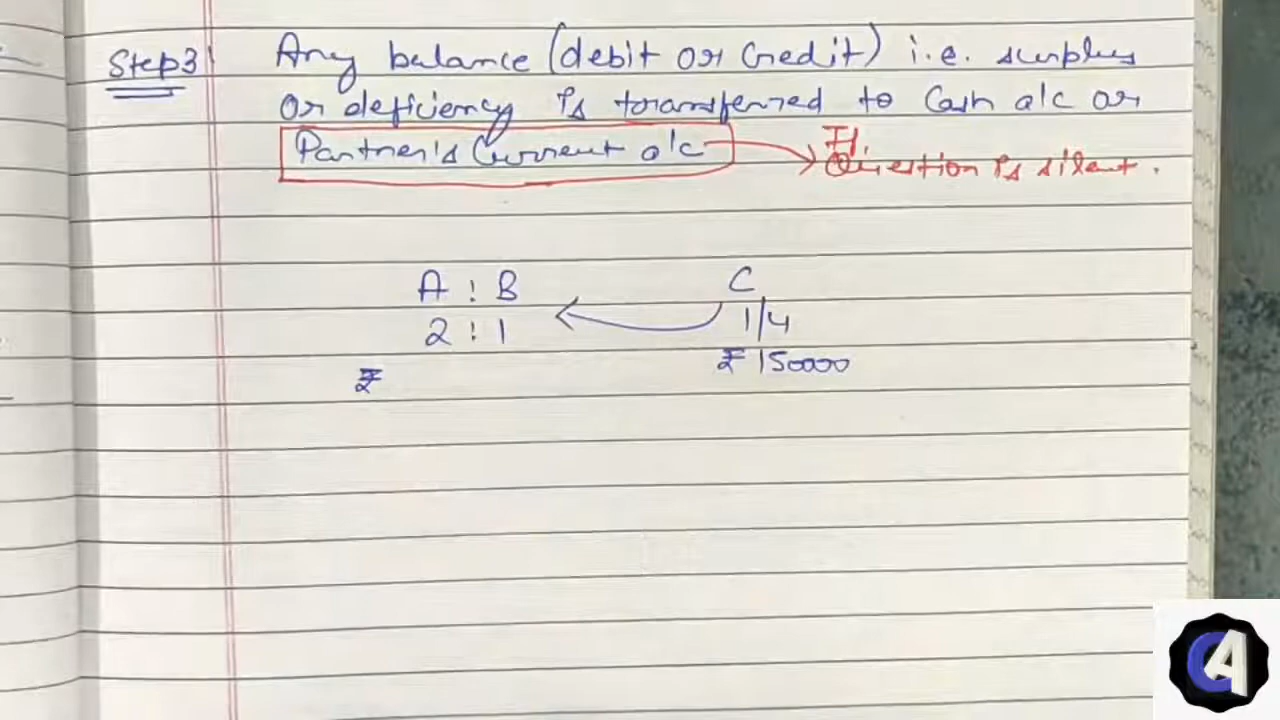 Step3 Any balance (debit or Credit) i.e. surplus
or deficiency is transferred to Cash a/c or
Partner's Current a/c If
Question is silent.
A : B C
2 : 1 1/4
₹ ₹ 150000
CA